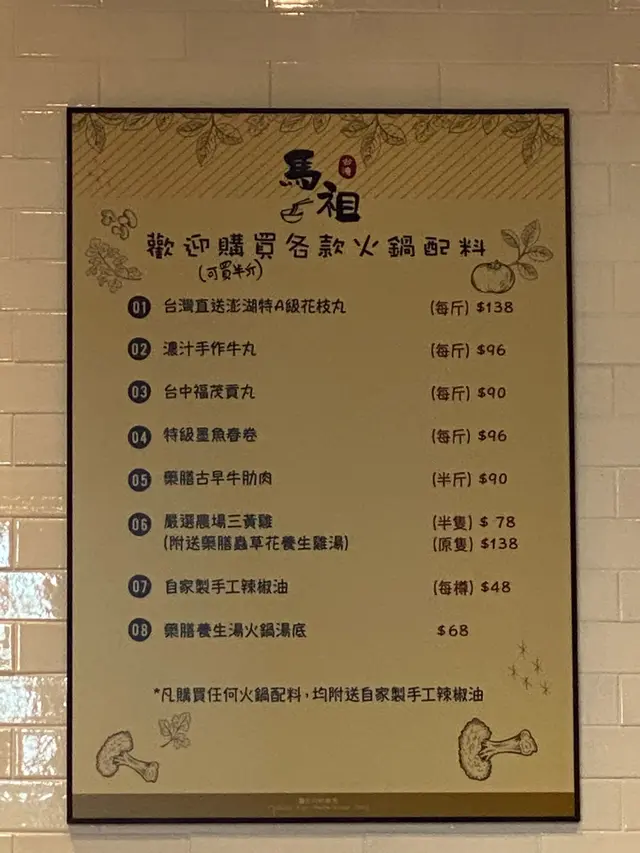 馬祖
台灣
歡迎購買各款火鍋配料
(可買半斤)
01 台灣直送澎湖特A級花枝丸 (每斤) $138
02 濃汁手作牛丸 (每斤) $96
03 台中福茂貢丸 (每斤) $90
04 特級墨魚春卷 (每斤) $96
05 藥膳古早牛肋肉 (半斤) $90
06 嚴選農場三黃雞 (半隻) $ 78
(附送藥膳蟲草花養生雞湯) (原隻) $138
07 自家製手工辣椒油 (每樽) $48
08 藥膳養生湯火鍋湯底 $68
*凡購買任何火鍋配料，均附送自家製手工辣椒油